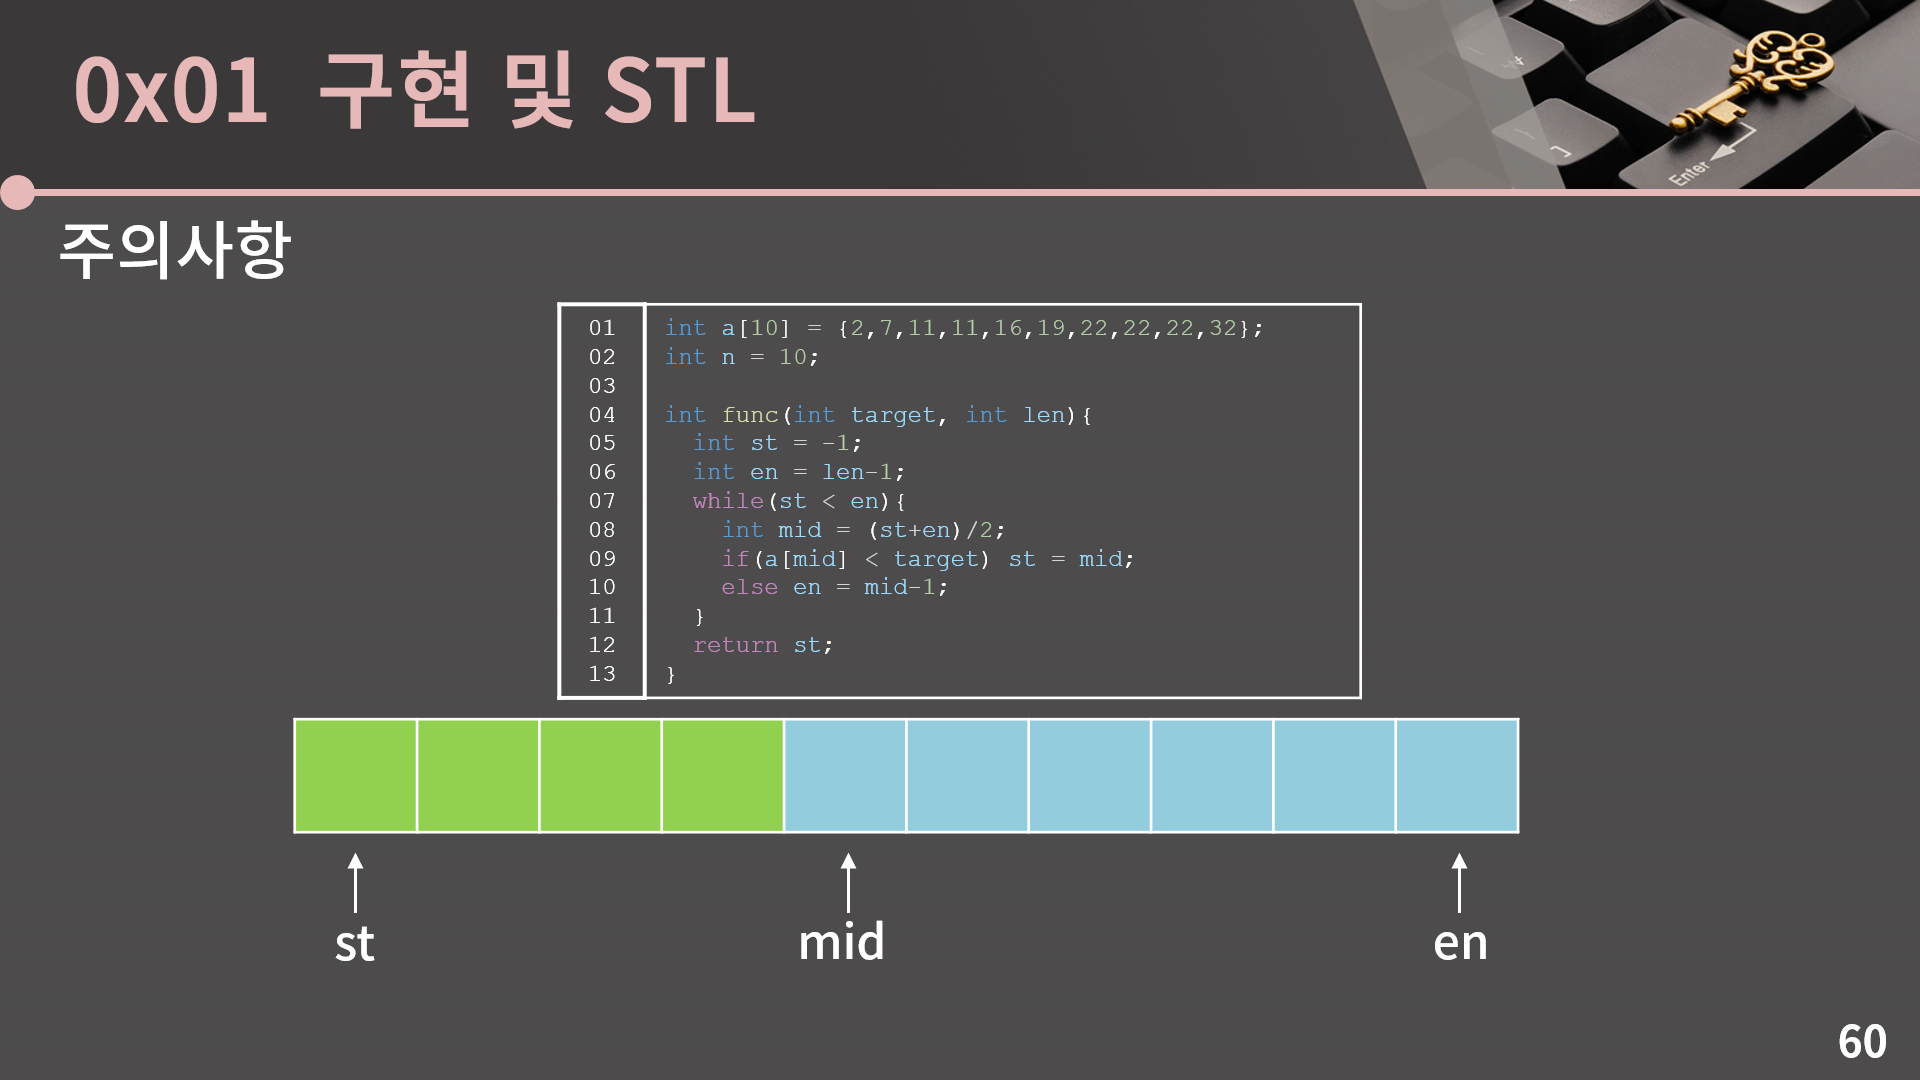 0x01 구현 및 STL
주의사항
01 int a[10] = {2,7,11,11,16,19,22,22,22,32};
02 int n = 10;
03
04 int func(int target, int len){
05   int st = -1;
06   int en = len-1;
07   while(st < en){
08     int mid = (st+en)/2;
09     if(a[mid] < target) st = mid;
10     else en = mid-1;
11   }
12   return st;
13 }
st mid en
Enter
60